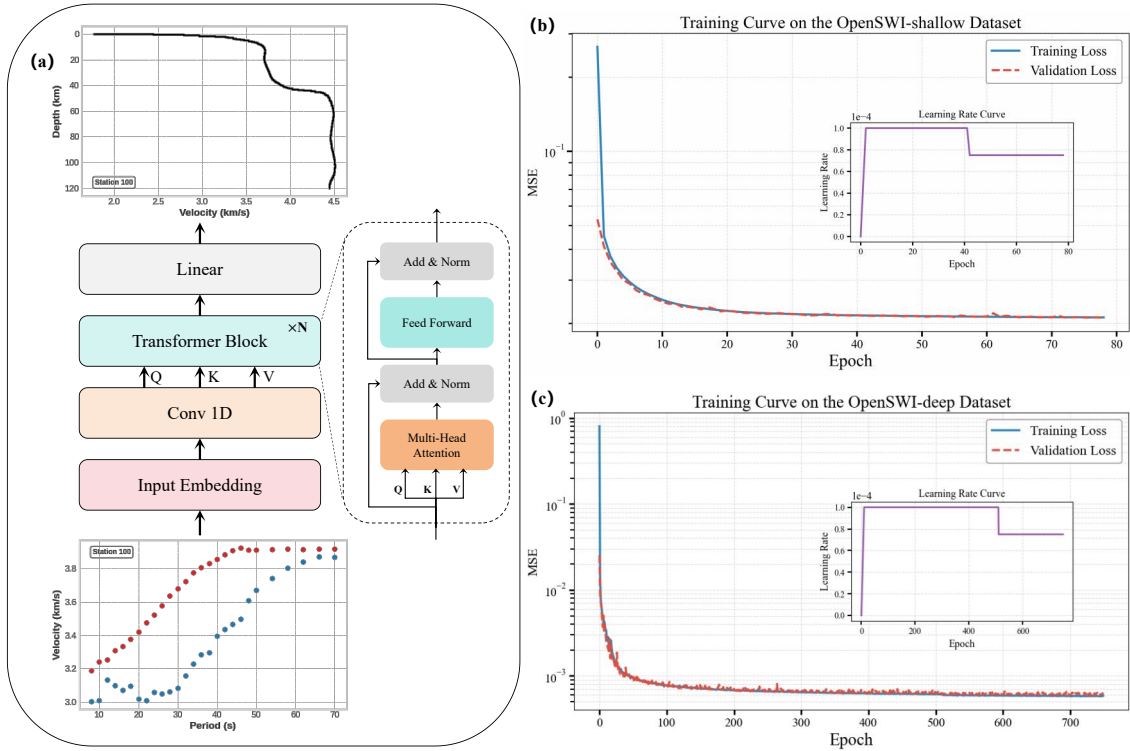 (a)
0
20
40
60
80
100
120
Depth (km)
Station 100
2.0 2.5 3.0 3.5 4.0 4.5
Velocity (km/s)
Linear
×N
Transformer Block
Q K V
Conv 1D
Input Embedding
Station 100
3.8
3.6
3.4
3.2
3.0
Velocity (km/s)
10 20 30 40 50 60 70
Period (s)
Add & Norm
Feed Forward
Add & Norm
Multi-Head
Attention
Q K V
(b)
Training Curve on the OpenSWI-shallow Dataset
Training Loss
Validation Loss
10⁻¹
MSE
0 10 20 30 40 50 60 70 80
Epoch
Learning Rate Curve
1e−4
1.0
0.8
0.6
0.4
0.2
0.0
Learning Rate
0 20 40 60 80
Epoch
(c)
Training Curve on the OpenSWI-deep Dataset
Training Loss
Validation Loss
10⁰
10⁻¹
10⁻²
10⁻³
MSE
0 100 200 300 400 500 600 700
Epoch
Learning Rate Curve
1e−4
1.0
0.8
0.6
0.4
0.2
0.0
Learning Rate
0 200 400 600
Epoch